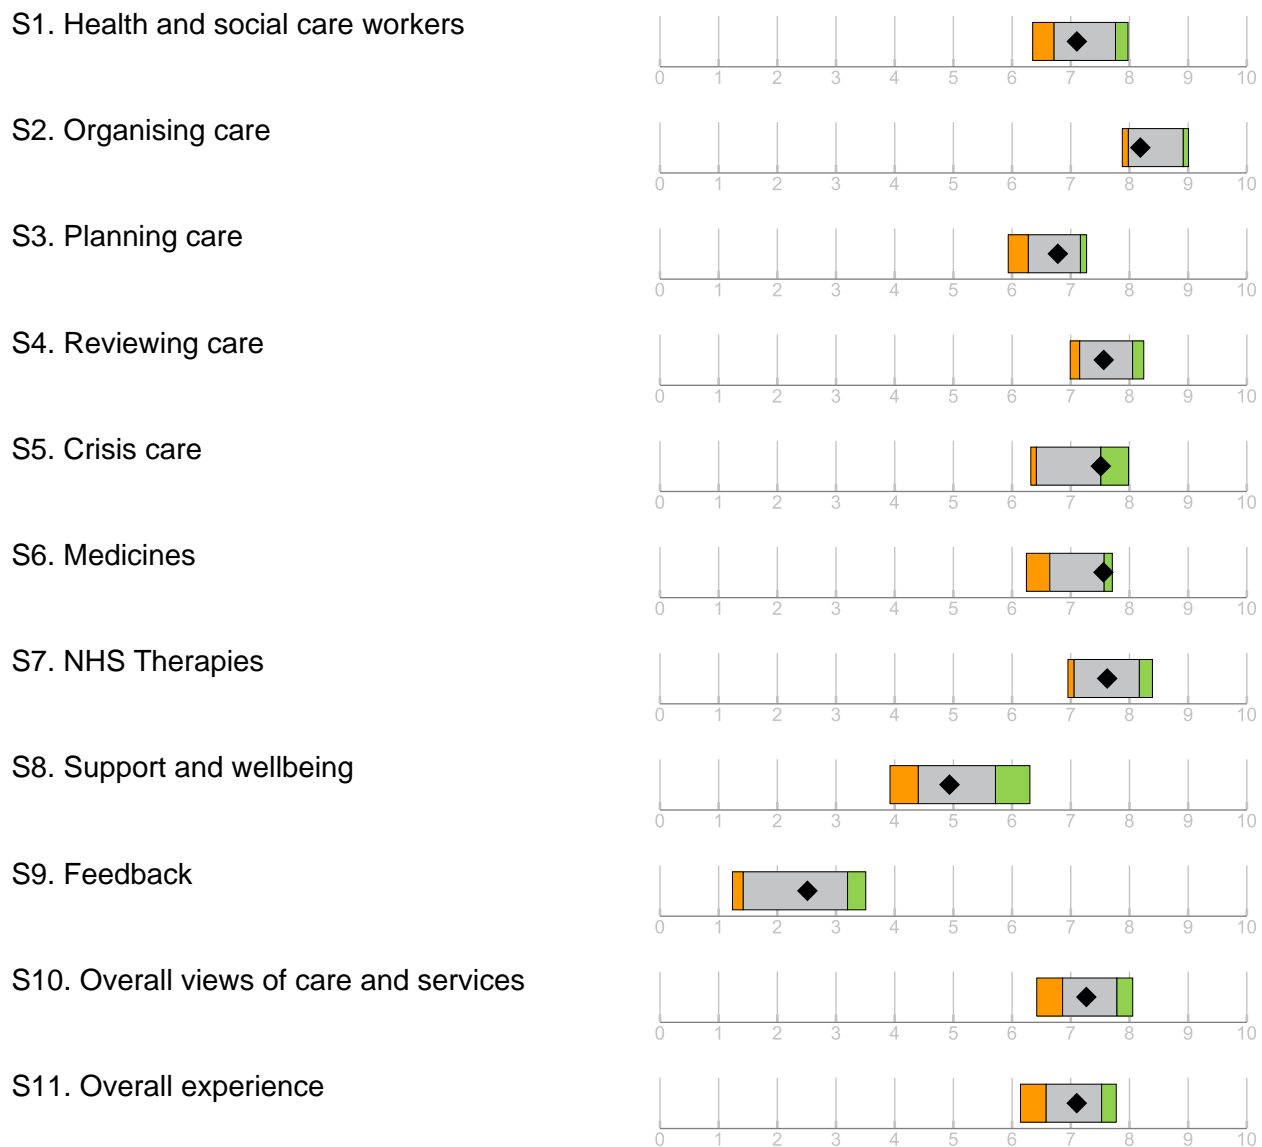 S1. Health and social care workers
0 1 2 3 4 5 6 7 8 9 10
S2. Organising care
0 1 2 3 4 5 6 7 8 9 10
S3. Planning care
0 1 2 3 4 5 6 7 8 9 10
S4. Reviewing care
0 1 2 3 4 5 6 7 8 9 10
S5. Crisis care
0 1 2 3 4 5 6 7 8 9 10
S6. Medicines
0 1 2 3 4 5 6 7 8 9 10
S7. NHS Therapies
0 1 2 3 4 5 6 7 8 9 10
S8. Support and wellbeing
0 1 2 3 4 5 6 7 8 9 10
S9. Feedback
0 1 2 3 4 5 6 7 8 9 10
S10. Overall views of care and services
0 1 2 3 4 5 6 7 8 9 10
S11. Overall experience
0 1 2 3 4 5 6 7 8 9 10